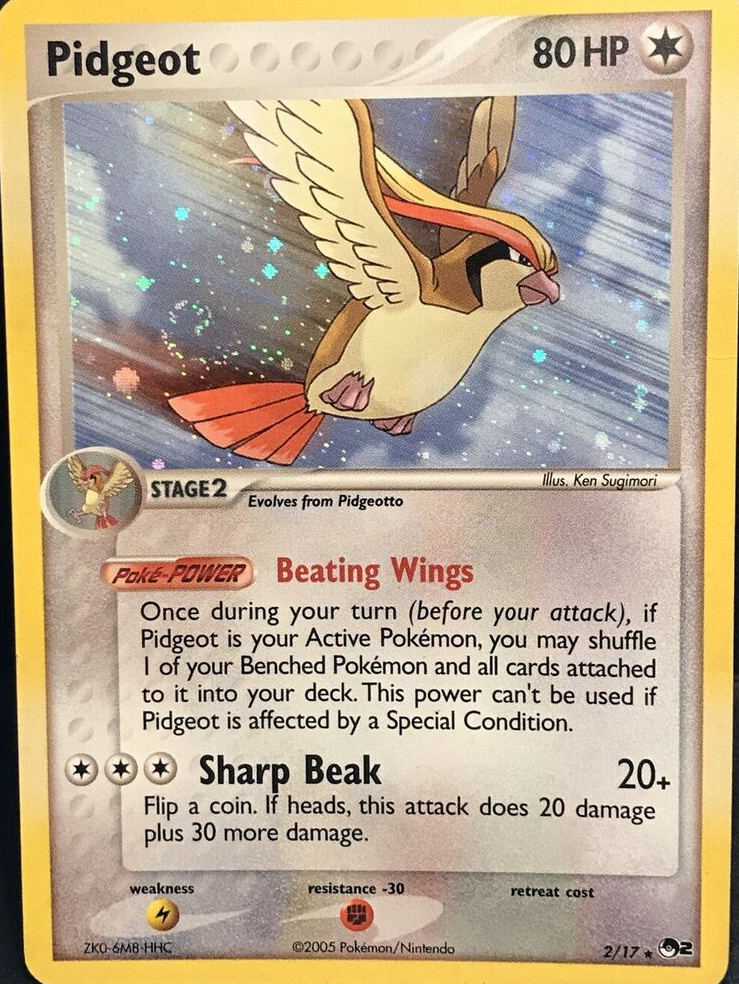 Pidgeot 80 HP
STAGE 2 Evolves from Pidgeotto
Illus. Ken Sugimori
Poké-POWER Beating Wings
Once during your turn (before your attack), if
Pidgeot is your Active Pokémon, you may shuffle
1 of your Benched Pokémon and all cards attached
to it into your deck. This power can't be used if
Pidgeot is affected by a Special Condition.
Sharp Beak 20+
Flip a coin. If heads, this attack does 20 damage
plus 30 more damage.
weakness resistance -30 retreat cost
ZK0-6M8-HHC ©2005 Pokémon/Nintendo 2/17 ★ 2